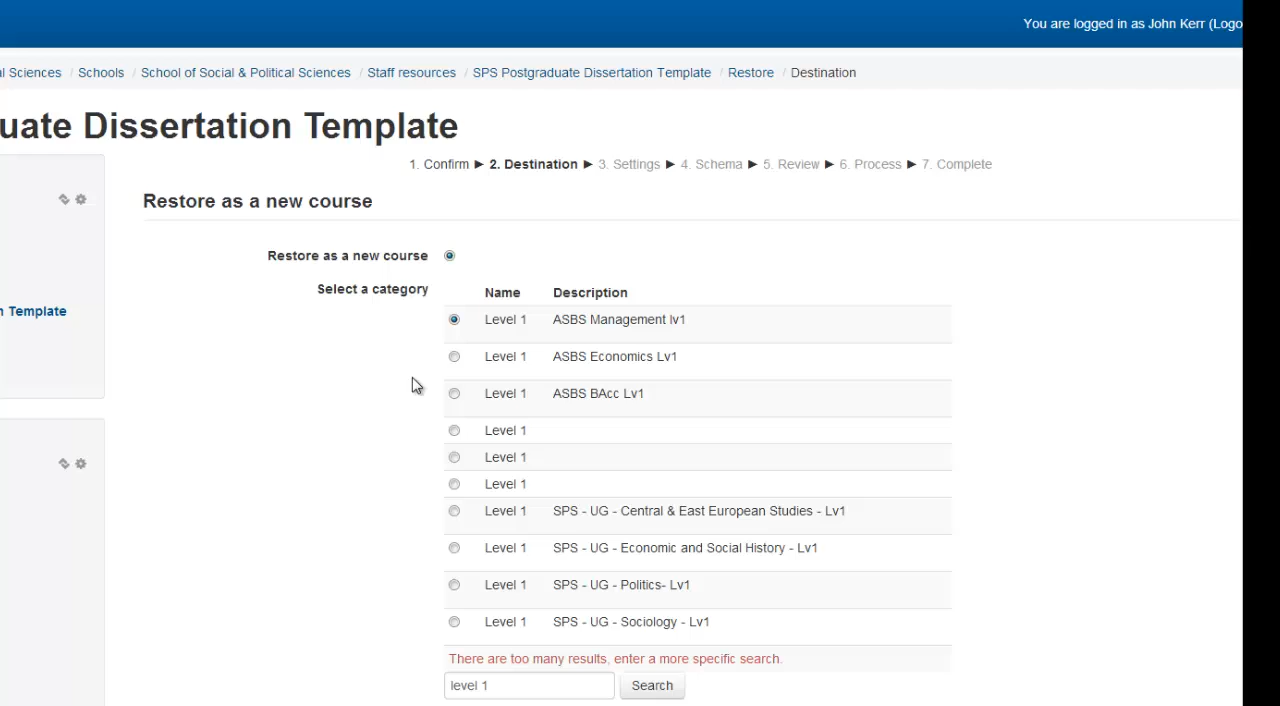 You are logged in as John Kerr (Logo
l Sciences / Schools / School of Social & Political Sciences / Staff resources / SPS Postgraduate Dissertation Template / Restore / Destination
uate Dissertation Template
1. Confirm ► 2. Destination ► 3. Settings ► 4. Schema ► 5. Review ► 6. Process ► 7. Complete
Restore as a new course
Restore as a new course
Select a category
Name Description
n Template
Level 1 ASBS Management lv1
Level 1 ASBS Economics Lv1
Level 1 ASBS BAcc Lv1
Level 1
Level 1
Level 1
Level 1 SPS - UG - Central & East European Studies - Lv1
Level 1 SPS - UG - Economic and Social History - Lv1
Level 1 SPS - UG - Politics- Lv1
Level 1 SPS - UG - Sociology - Lv1
There are too many results, enter a more specific search.
level 1 Search